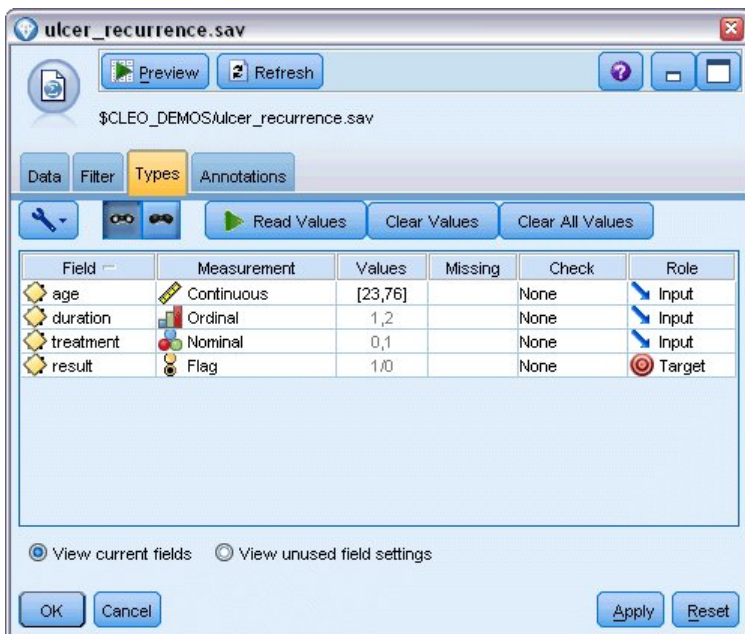 ulcer_recurrence.sav
Preview Refresh
$CLEO_DEMOS/ulcer_recurrence.sav
Data Filter Types Annotations
Read Values Clear Values Clear All Values
Field Measurement Values Missing Check Role
age Continuous [23,76] None Input
duration Ordinal 1,2 None Input
treatment Nominal 0,1 None Input
result Flag 1/0 None Target
View current fields View unused field settings
OK Cancel Apply Reset